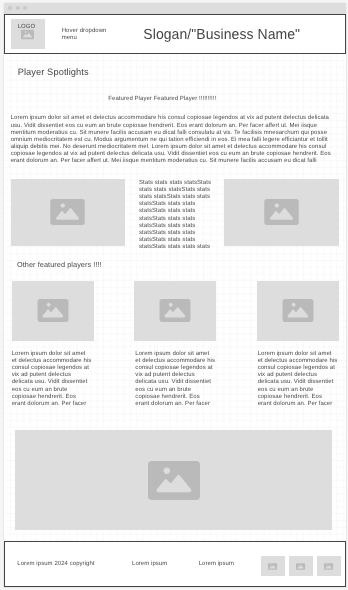 LOGO
Hover dropdown
menu
Slogan/"Business Name"
Player Spotlights
Featured Player Featured Player !!!!!!!!!!
Lorem ipsum dolor sit amet et delectus accommodare his consul copiosae legendos at vix ad putent delectus delicata
usu. Vidit dissentiet eos cu eum an brute copiosae hendrerit. Eos erant dolorum an. Per facer affert ut. Mei iisque
mentitum moderatius cu. Sit munere facilis accusam eu dicat falli consulatu at vis. Te facilisis mnesarchum qui posse
omnium mediocritatem est cu. Modus argumentum ne qui tation efficiendi in eos. Ei mea falli legere efficiantur et tollit
aliquip debitis mei. No deserunt mediocritatem mel. Lorem ipsum dolor sit amet et delectus accommodare his consul
copiosae legendos at vix ad putent delectus delicata usu. Vidit dissentiet eos cu eum an brute copiosae hendrerit. Eos
erant dolorum an. Per facer affert ut. Mei iisque mentitum moderatius cu. Sit munere facilis accusam eu dicat falli
Stats stats stats statsStats
stats stats statsStats stats
stats statsStats stats stats
statsStats stats stats
statsStats stats stats
statsStats stats stats
statsStats stats stats
statsStats stats stats
statsStats stats stats
statsStats stats stats
Other featured players !!!!
Lorem ipsum dolor sit amet
et delectus accommodare his
consul copiosae legendos at
vix ad putent delectus
delicata usu. Vidit dissentiet
eos cu eum an brute
copiosae hendrerit. Eos
erant dolorum an. Per facer
Lorem ipsum dolor sit amet
et delectus accommodare his
consul copiosae legendos at
vix ad putent delectus
delicata usu. Vidit dissentiet
eos cu eum an brute
copiosae hendrerit. Eos
erant dolorum an. Per facer
Lorem ipsum dolor sit amet
et delectus accommodare his
consul copiosae legendos at
vix ad putent delectus
delicata usu. Vidit dissentiet
eos cu eum an brute
copiosae hendrerit. Eos
erant dolorum an. Per facer
Lorem ipsum 2024 copyright
Lorem ipsum
Lorem ipsum